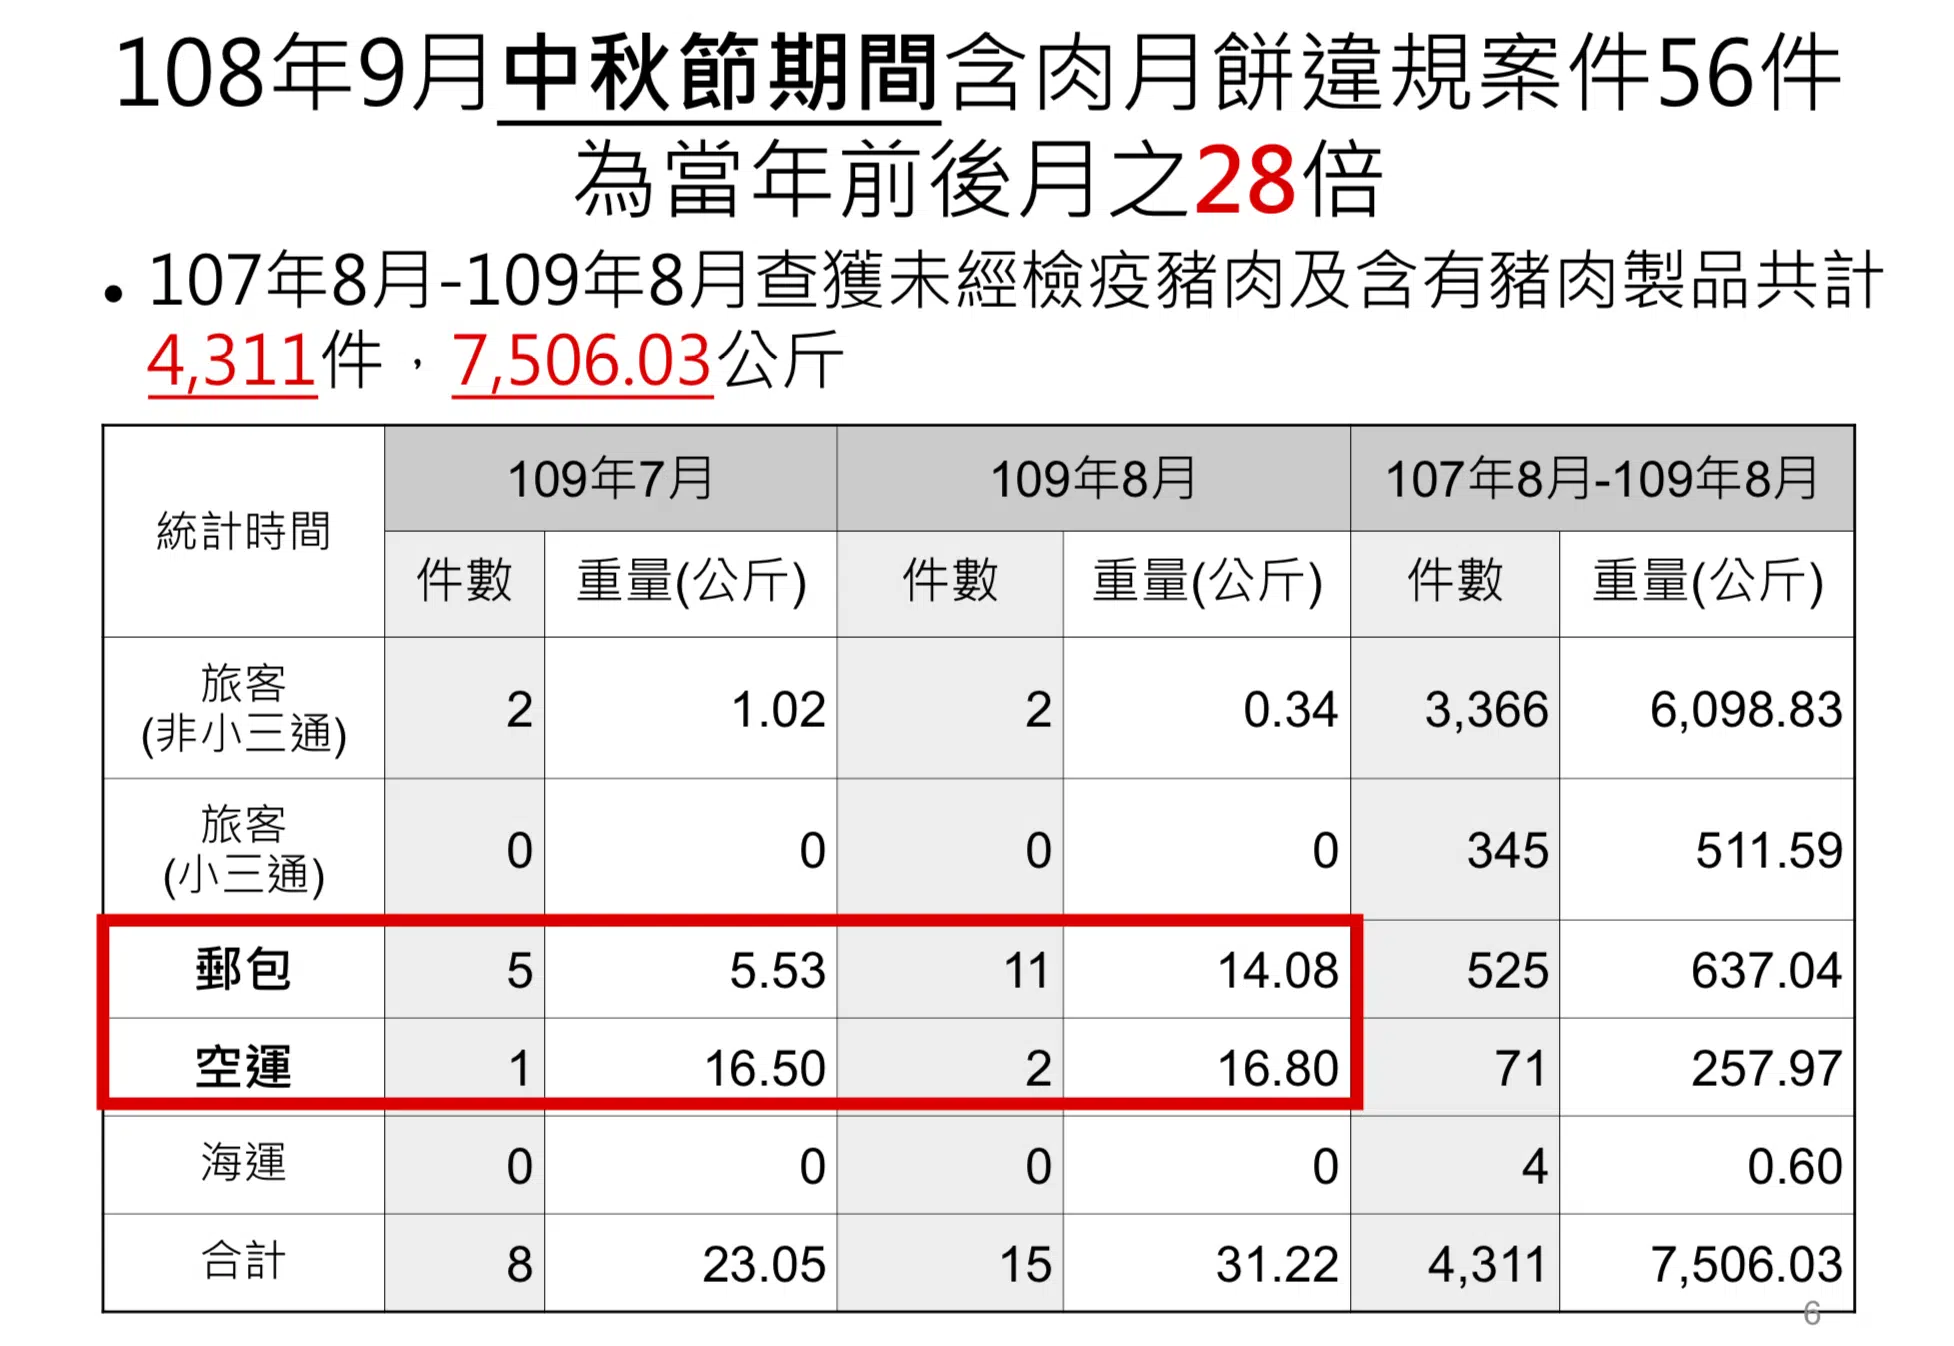 108年9月中秋節期間含肉月餅違規案件56件
為當年前後月之28倍
• 107年8月-109年8月查獲未經檢疫豬肉及含有豬肉製品共計
4,311件，7,506.03公斤
統計時間 109年7月 109年8月 107年8月-109年8月
件數 重量(公斤) 件數 重量(公斤) 件數 重量(公斤)
旅客
(非小三通) 2 1.02 2 0.34 3,366 6,098.83
旅客
(小三通) 0 0 0 0 345 511.59
郵包 5 5.53 11 14.08 525 637.04
空運 1 16.50 2 16.80 71 257.97
海運 0 0 0 0 4 0.60
合計 8 23.05 15 31.22 4,311 7,506.03
6